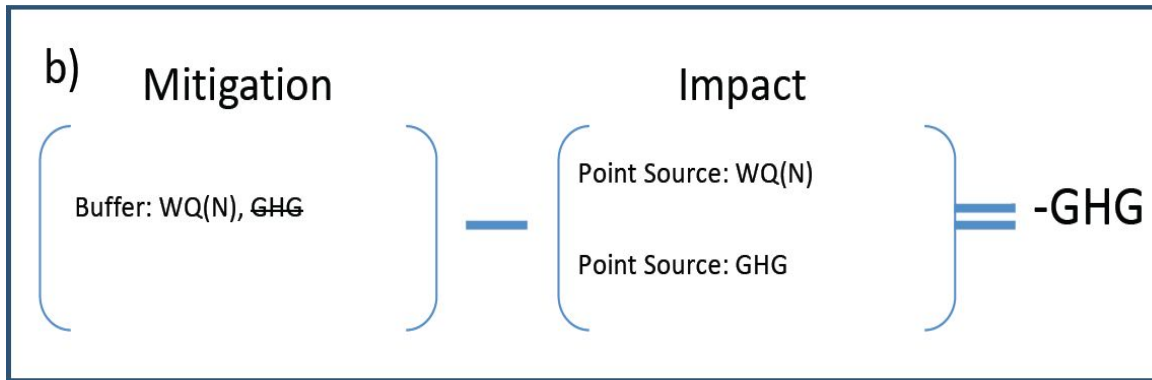 b)
Mitigation
Impact
Buffer: WQ(N), GHG
Point Source: WQ(N)
Point Source: GHG
-GHG